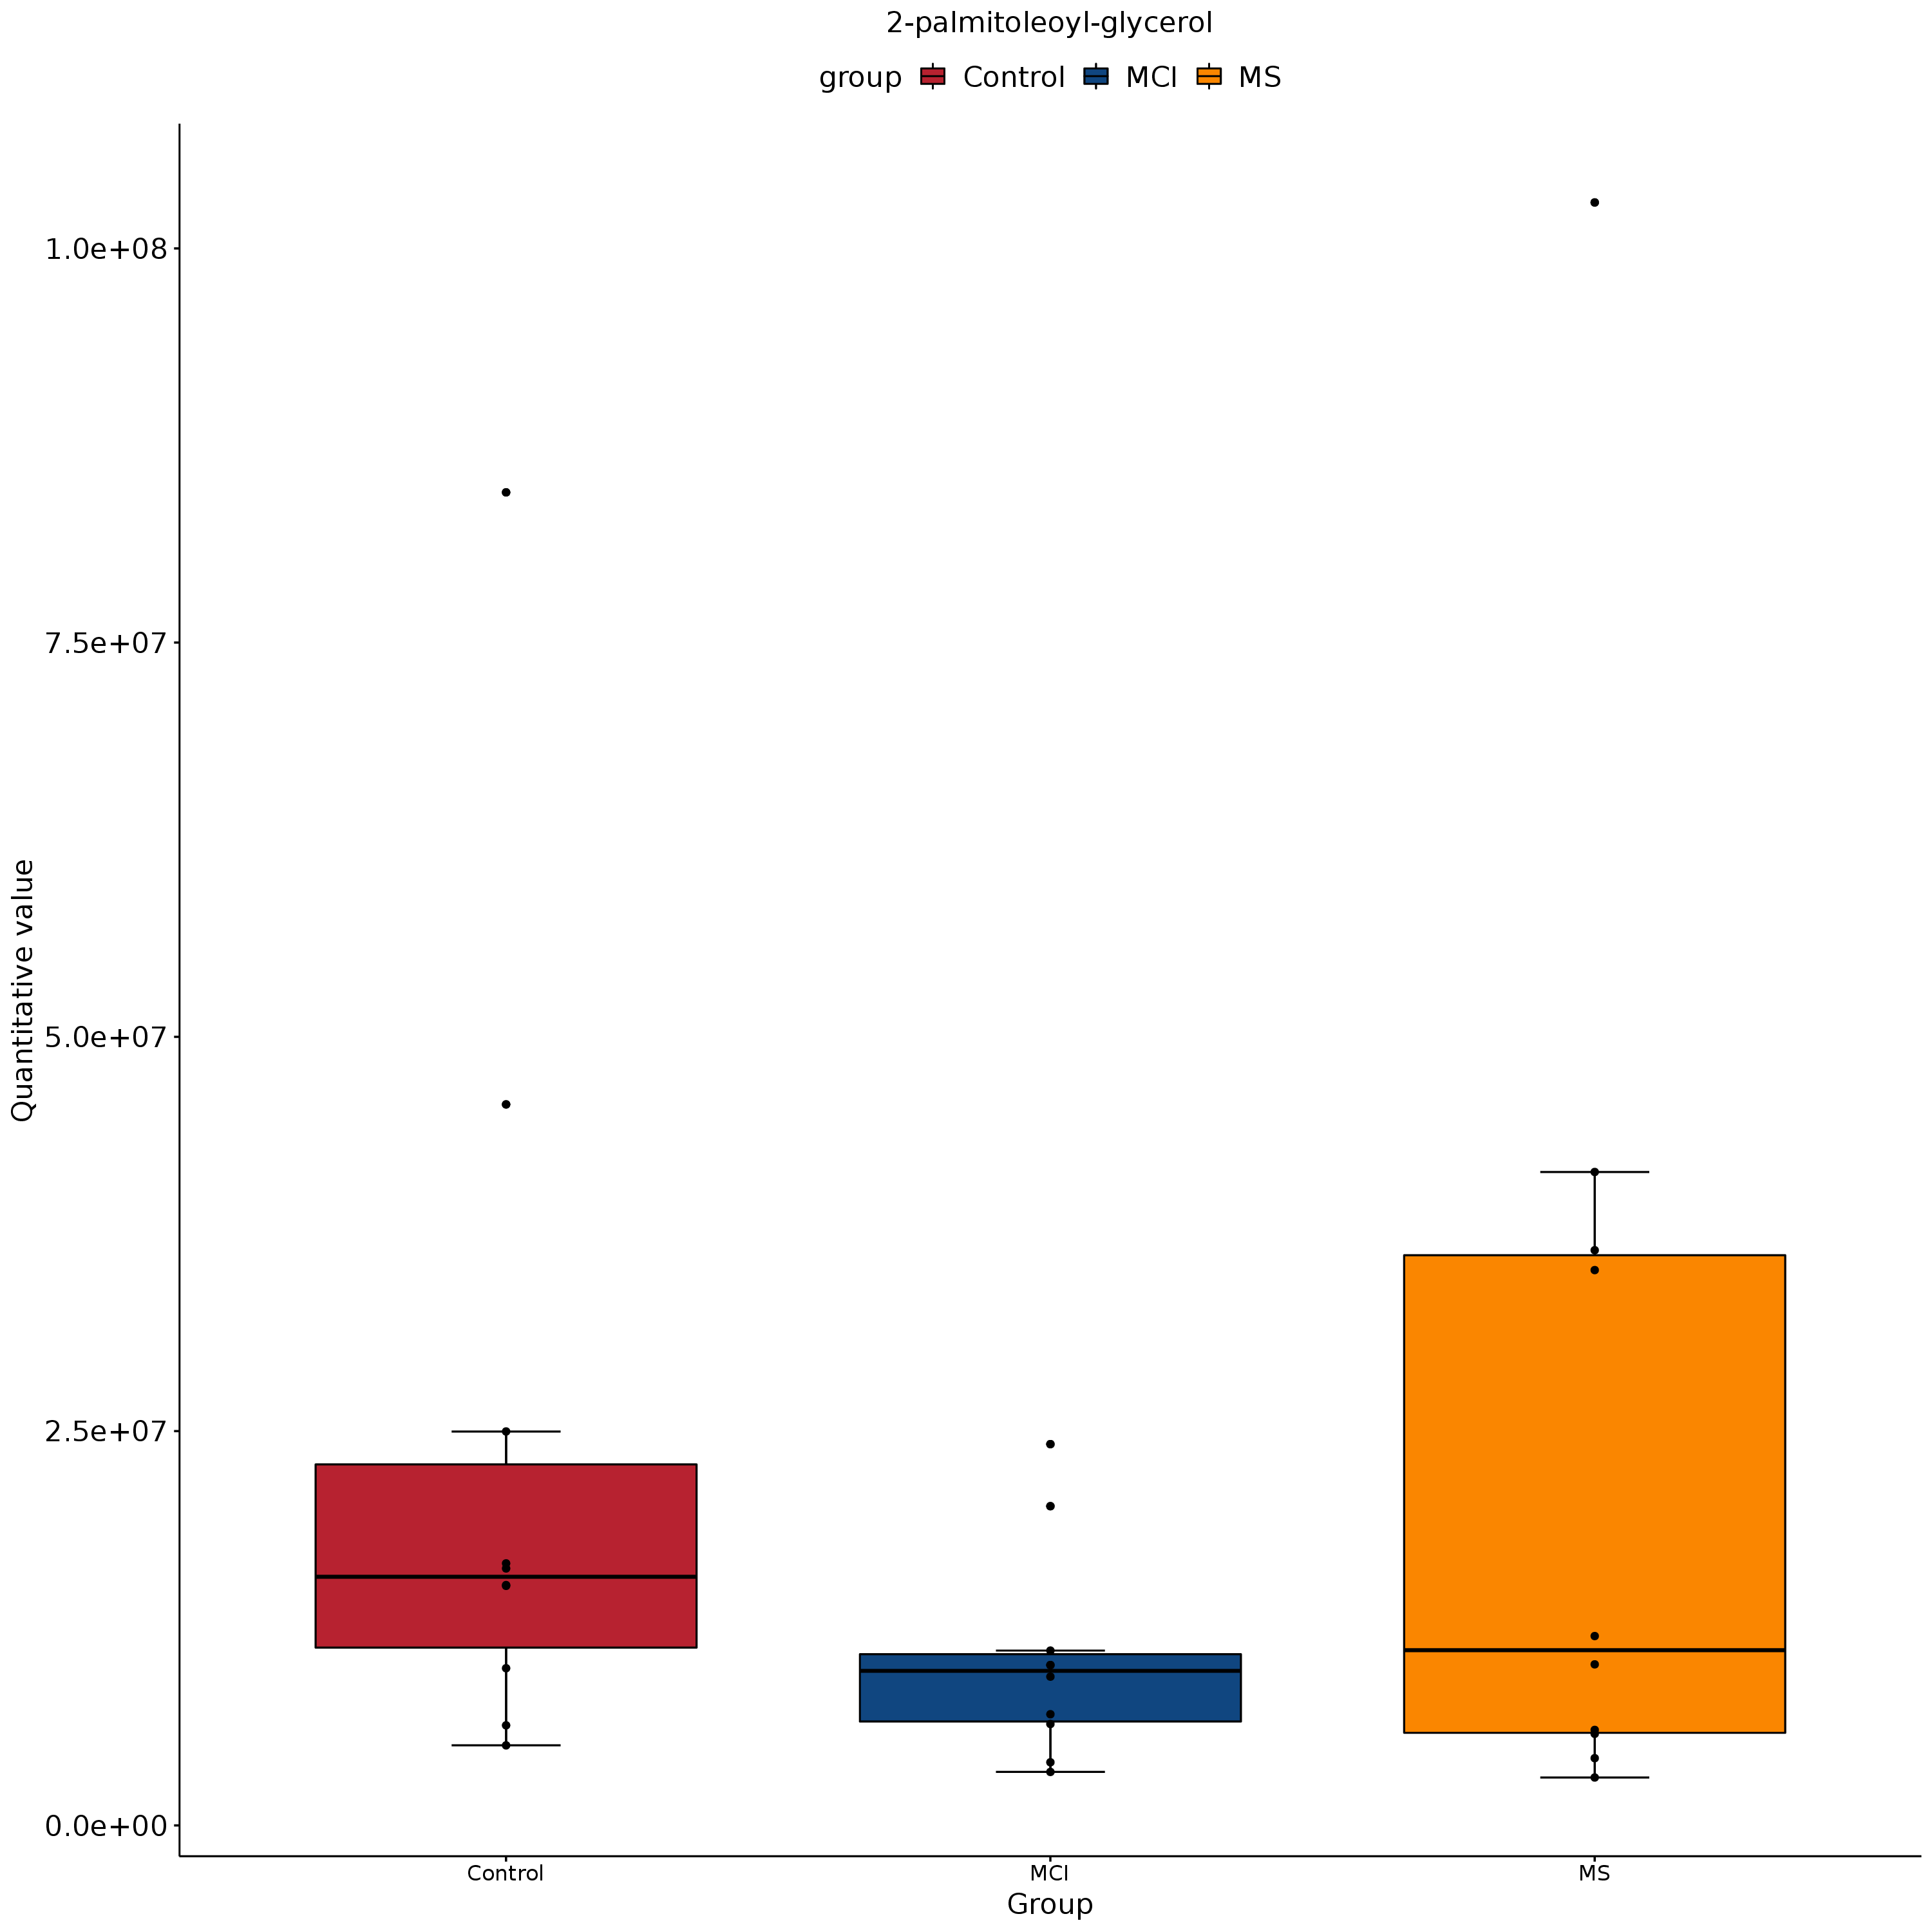 2-palmitoleoyl-glycerol
group Control MCI MS
1.0e+08
7.5e+07
5.0e+07
2.5e+07
0.0e+00
Quantitative value
Control MCI MS
Group